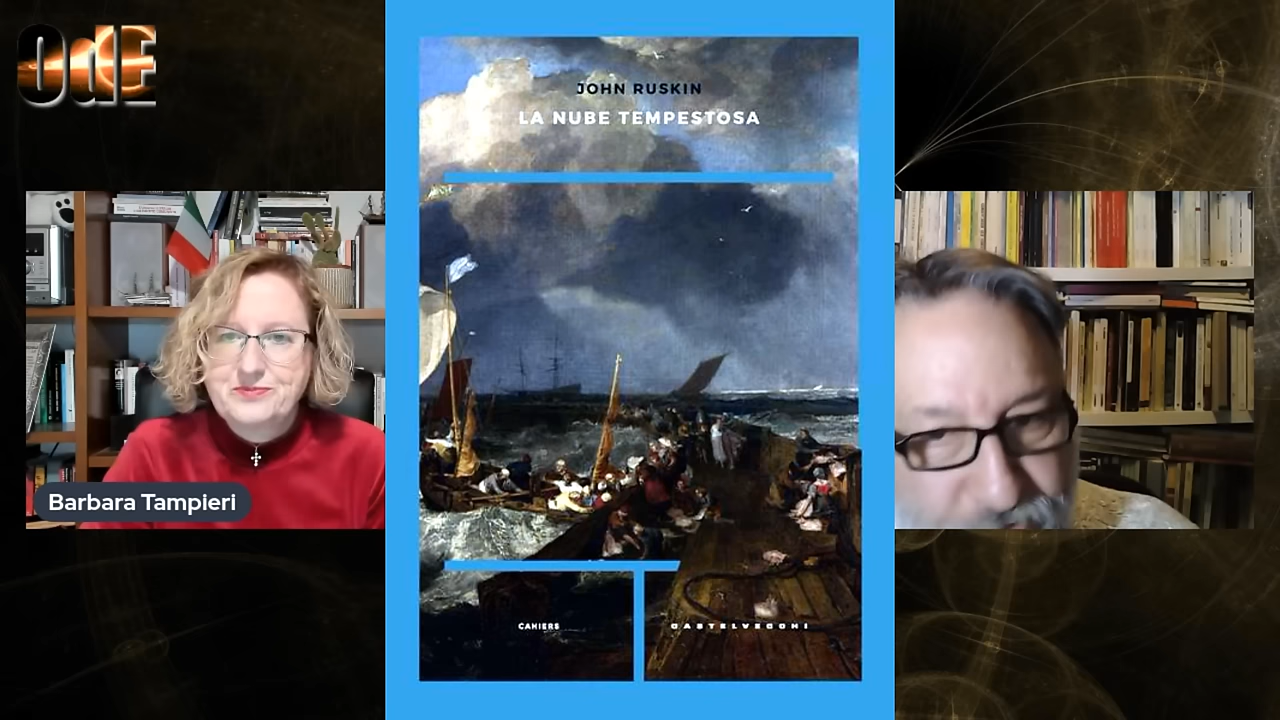 OdE
JOHN RUSKIN
LA NUBE TEMPESTOSA
Barbara Tampieri
CAHIERS
CASTELVECCHI